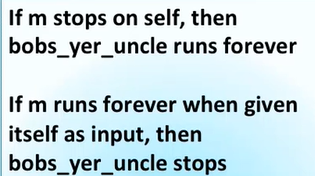 If m stops on self, then
bobs_yer_uncle runs forever
If m runs forever when given
itself as input, then
bobs_yer_uncle stops